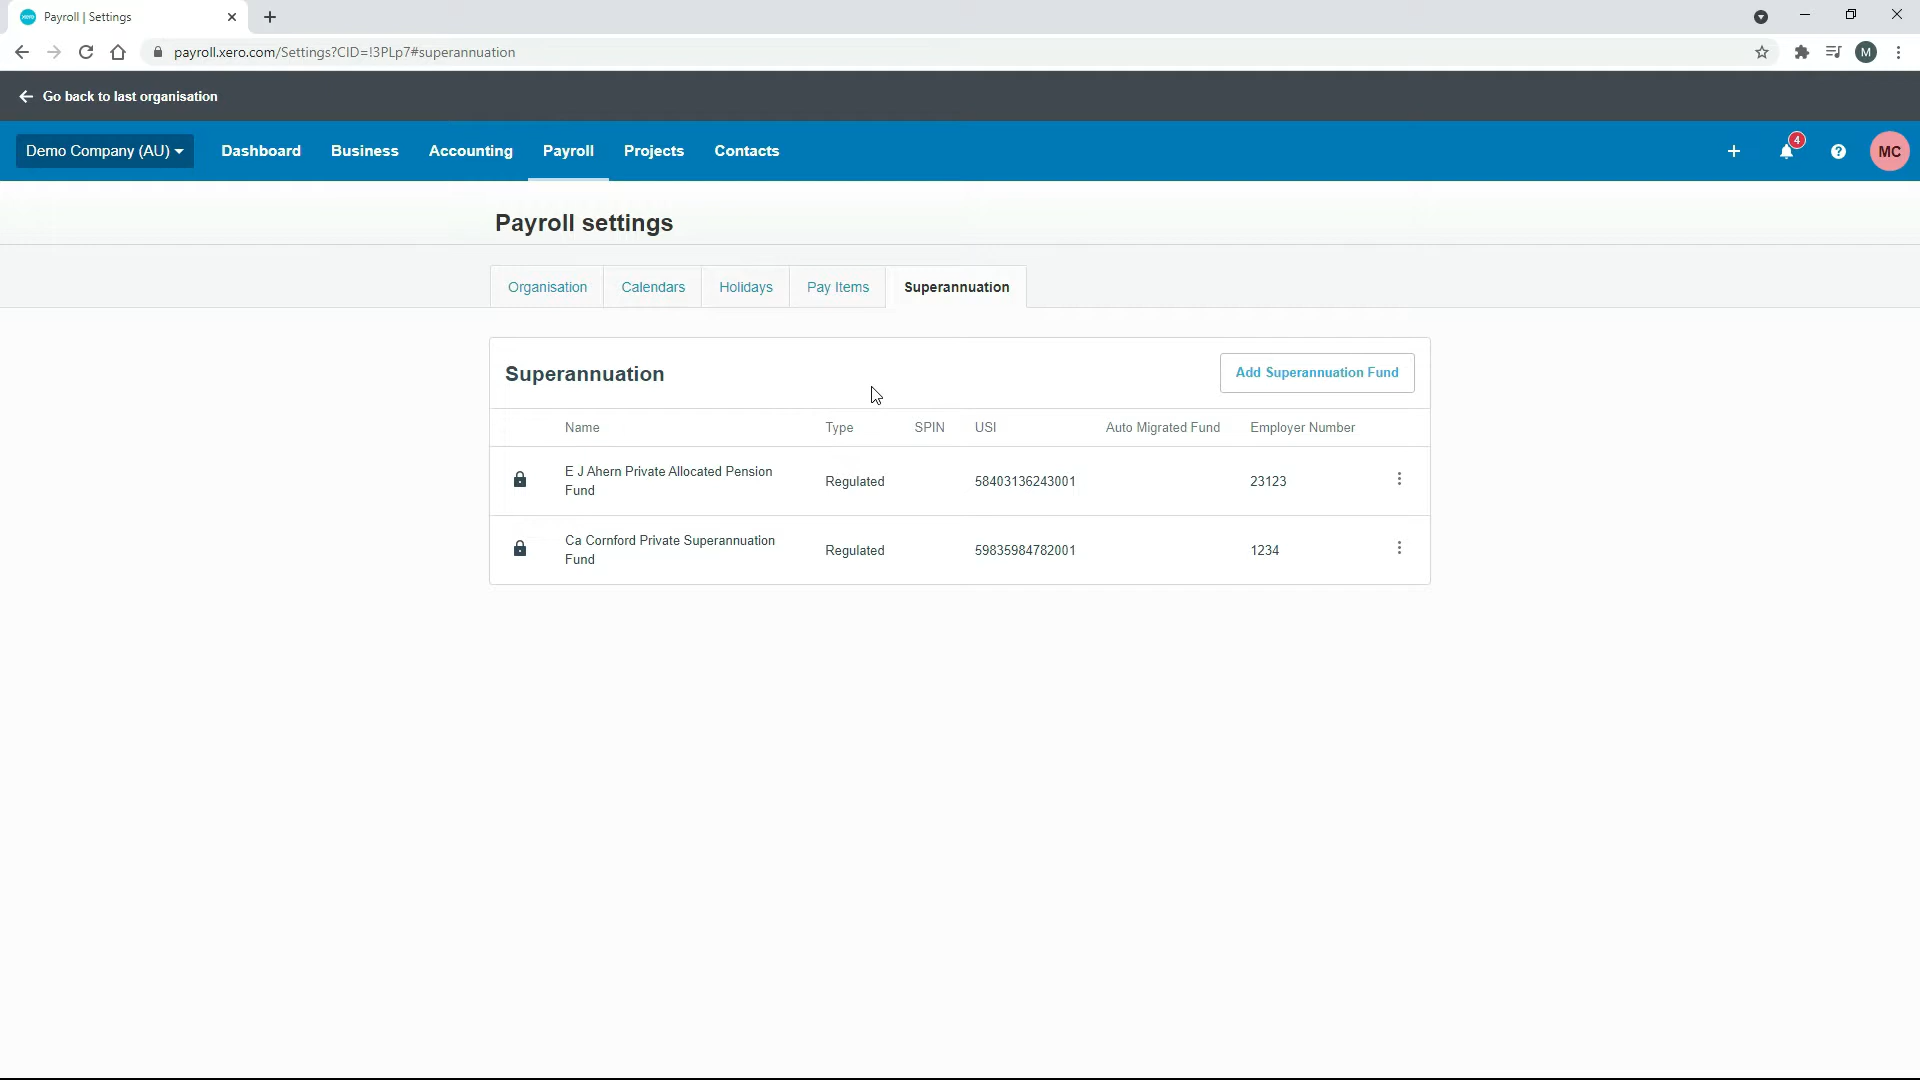 Payroll | Settings
payroll.xero.com/Settings?CID=!3PLp7#superannuation
M
Go back to last organisation
Demo Company (AU)
Dashboard
Business
Accounting
Payroll
Projects
Contacts
4
MC
Payroll settings
Organisation
Calendars
Holidays
Pay Items
Superannuation
Superannuation
Add Superannuation Fund
Name
Type
SPIN
USI
Auto Migrated Fund
Employer Number
E J Ahern Private Allocated Pension
Fund
Regulated
58403136243001
23123
Ca Cornford Private Superannuation
Fund
Regulated
59835984782001
1234